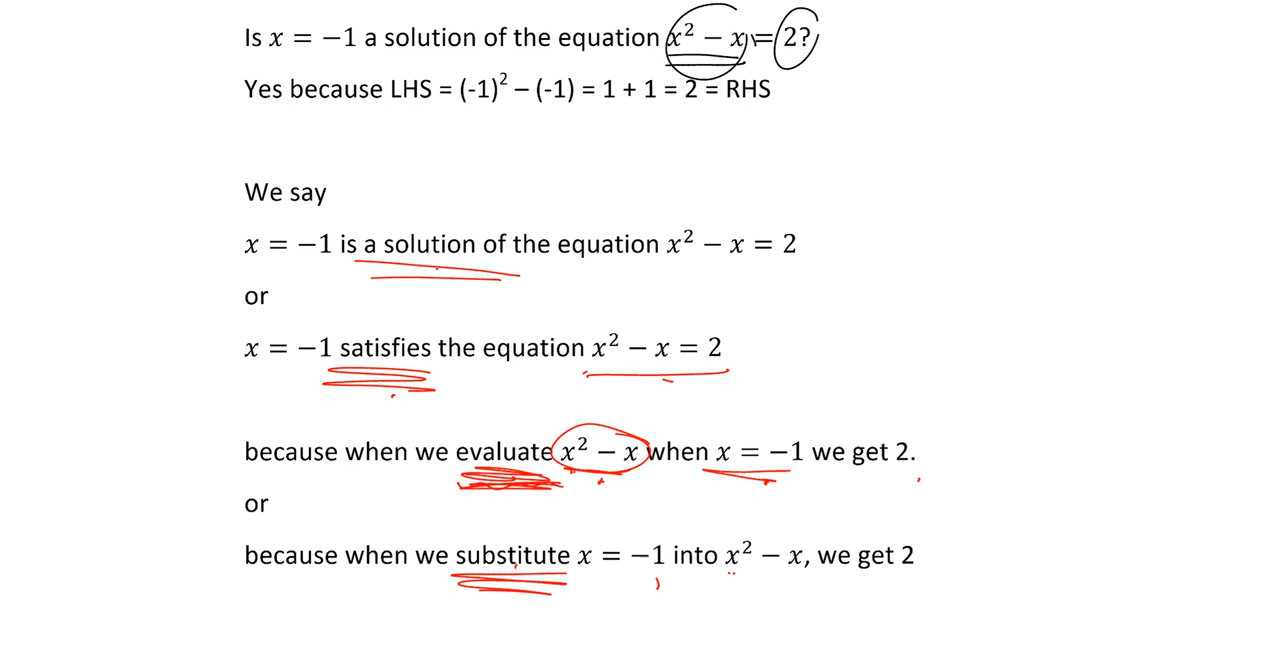 Is x = −1 a solution of the equation x² − x = 2?
Yes because LHS = (-1)² – (-1) = 1 + 1 = 2 = RHS
We say
x = −1 is a solution of the equation x² − x = 2
or
x = −1 satisfies the equation x² − x = 2
because when we evaluate x² − x when x = −1 we get 2.
or
because when we substitute x = −1 into x² − x, we get 2